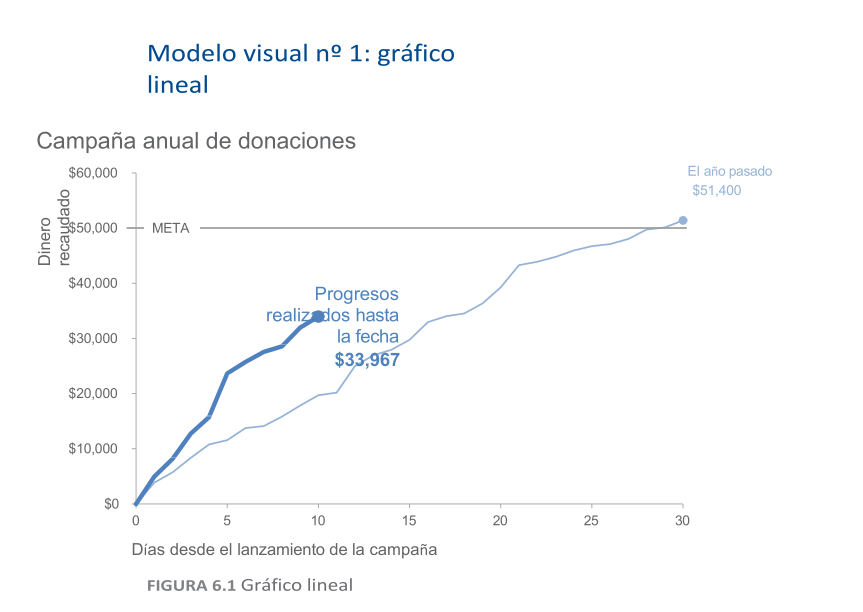 Modelo visual nº 1: gráfico
lineal
Campaña anual de donaciones
$60,000
$50,000
$40,000
$30,000
$20,000
$10,000
$0
Dinero
recaudado
META
El año pasado
$51,400
Progresos
realizados hasta
la fecha
$33,967
0 5 10 15 20 25 30
Días desde el lanzamiento de la campaña
FIGURA 6.1 Gráfico lineal